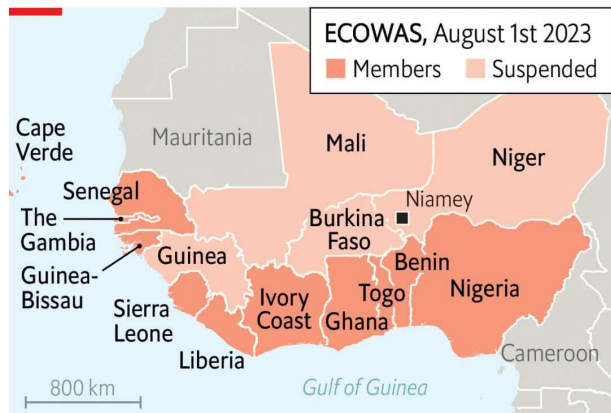 ECOWAS, August 1st 2023
Members
Suspended
Mauritania
Mali
Niger
Cape
Verde
Senegal
Niamey
The
Gambia
Burkina
Faso
Guinea
Benin
Guinea-
Bissau
Ivory
Coast
Togo
Nigeria
Sierra
Leone
Ghana
Liberia
Cameroon
800 km
Gulf of Guinea